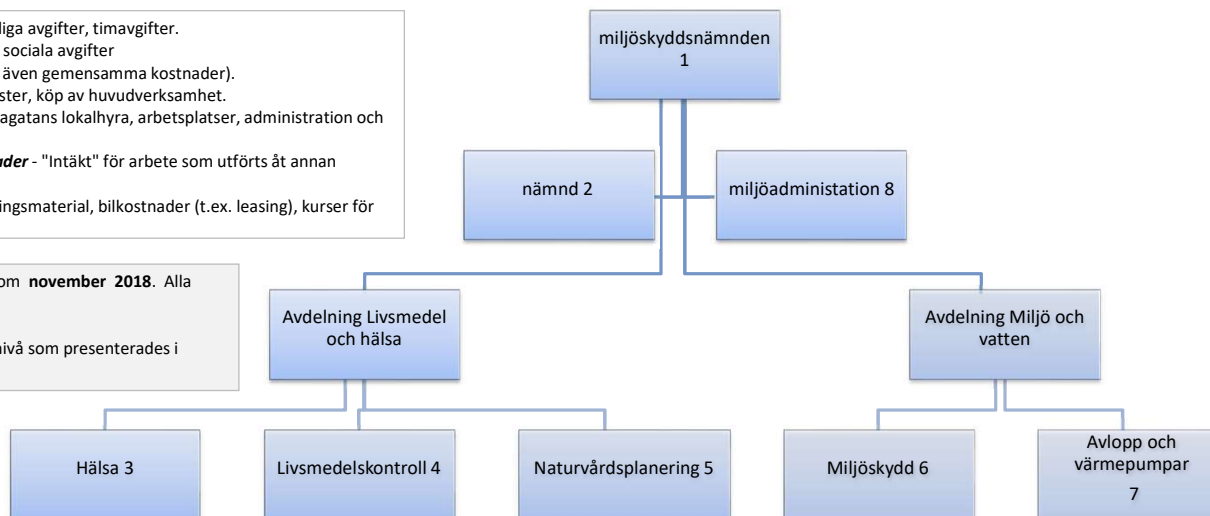 liga avgifter, timavgifter.
sociala avgifter
även gemensamma kostnader).
ster, köp av huvudverksamhet.
agatans lokalhyra, arbetsplatser, administration och
der - "Intäkt" för arbete som utförts åt annan
ingsmaterial, bilkostnader (t.ex. leasing), kurser för
om november 2018. Alla
nivå som presenterades i
miljöskyddsnämnden
1
nämnd 2
miljöadministation 8
Avdelning Livsmedel
och hälsa
Avdelning Miljö och
vatten
Hälsa 3
Livsmedelskontroll 4
Naturvårdsplanering 5
Miljöskydd 6
Avlopp och
värmepumpar
7